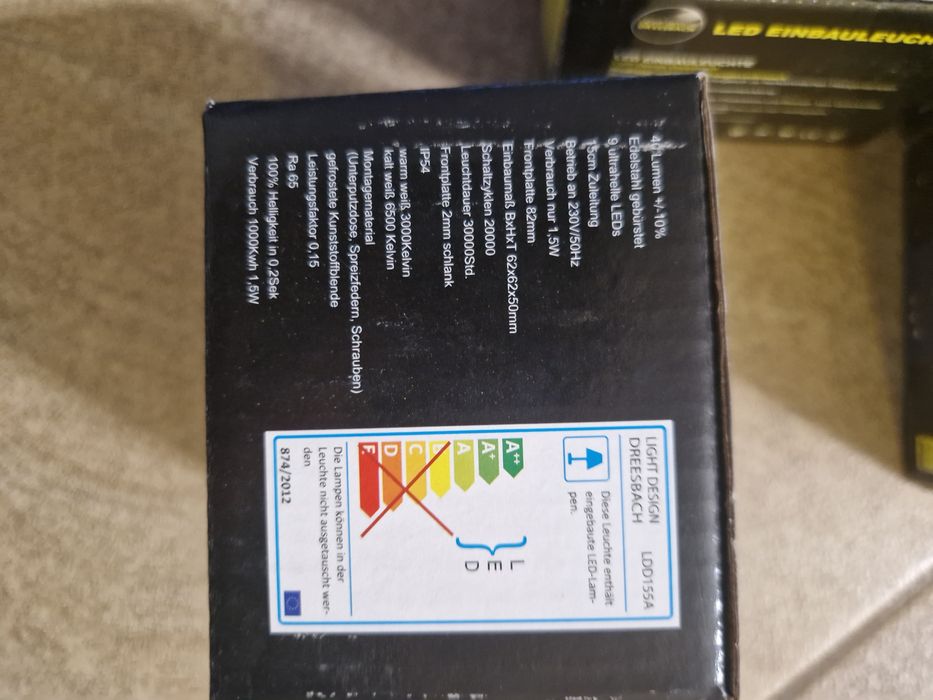 Lumen +/-10%
Edelstahl gebürstet
9 ultrahelle LEDs
Zuleitung
Betrieb an 230V/50Hz
Verbrauch nur 1,5W
Frontplatte 82mm
Einbaumaß BxHxT 62x62x50mm
Schaltzyklen 20000
Leuchtdauer 30000Std.
Frontplatte 2mm schlank
IP54
warm weiß 3000Kelvin
kalt weiß 6500 Kelvin
Montagematerial
(Unterputzdose, Spreizfedern, Schrauben)
gefrostete Kunststoffblende
Leistungsfaktor 0,15
Ra 65
100% Helligkeit in 0,2Sek
Verbrauch 1000Kwh 1,5W
LIGHT DESIGN LDD155A
DREESBACH
Diese Leuchte enthält
eingebaute LED-Lam-
pen.
A++
A+
A
B
C
D
E
L
E
D
Die Lampen können in der
Leuchte nicht ausgetauscht wer-
den
874/2012
LED EINBAULEUCH
LED EINBAULEUCHTE